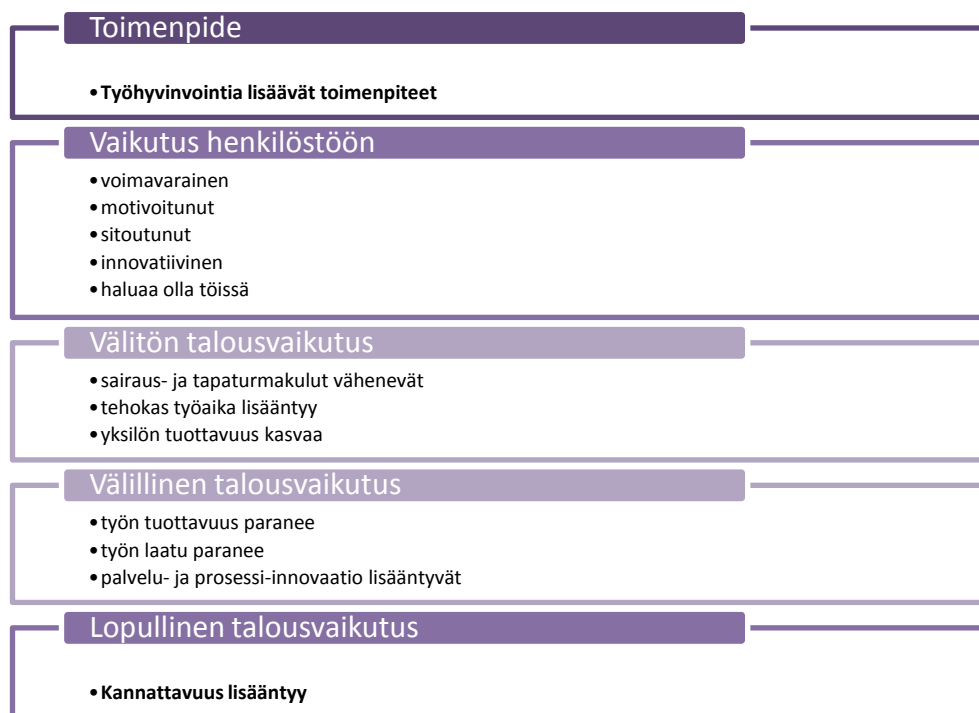 Toimenpide
•Työhyvinvointia lisäävät toimenpiteet
Vaikutus henkilöstöön
•voimavarainen
•motivoitunut
•sitoutunut
•innovatiivinen
•haluaa olla töissä
Välitön talousvaikutus
•sairaus- ja tapaturmakulut vähenevät
•tehokas työaika lisääntyy
•yksilön tuottavuus kasvaa
Välillinen talousvaikutus
•työn tuottavuus paranee
•työn laatu paranee
•palvelu- ja prosessi-innovaatio lisääntyvät
Lopullinen talousvaikutus
•Kannattavuus lisääntyy